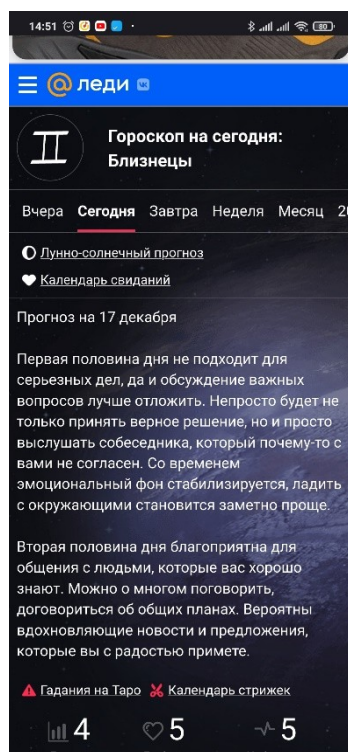 14:51
80
леди
Гороскоп на сегодня:
Близнецы
Вчера Сегодня Завтра Неделя Месяц 20
Лунно-солнечный прогноз
Календарь свиданий
Прогноз на 17 декабря
Первая половина дня не подходит для
серьезных дел, да и обсуждение важных
вопросов лучше отложить. Непросто будет не
только принять верное решение, но и просто
выслушать собеседника, который почему-то с
вами не согласен. Со временем
эмоциональный фон стабилизируется, ладить
с окружающими становится заметно проще.
Вторая половина дня благоприятна для
общения с людьми, которые вас хорошо
знают. Можно о многом поговорить,
договориться об общих планах. Вероятны
вдохновляющие новости и предложения,
которые вы с радостью примете.
Гадания на Таро Календарь стрижек
4 5 5